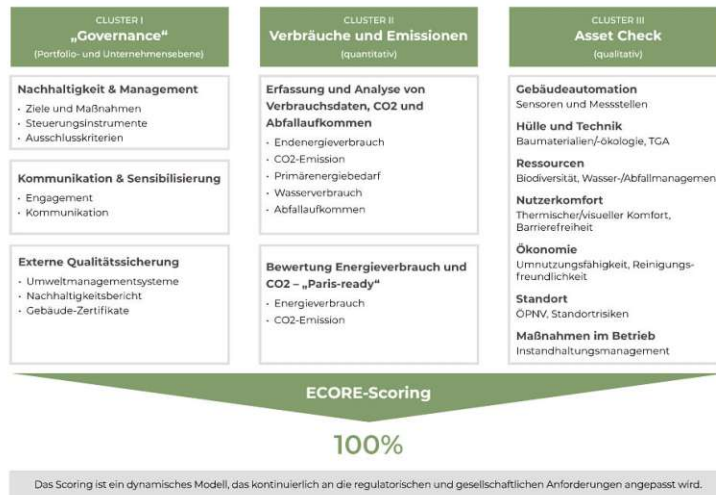 CLUSTER I
„Governance“
(Portfolio- und Unternehmensebene)
Nachhaltigkeit & Management
• Ziele und Maßnahmen
• Steuerungsinstrumente
• Ausschlusskriterien
Kommunikation & Sensibilisierung
• Engagement
• Kommunikation
Externe Qualitätssicherung
• Umweltmanagementsysteme
• Nachhaltigkeitsbericht
• Gebäude-Zertifikate
CLUSTER II
Verbräuche und Emissionen
(quantitativ)
Erfassung und Analyse von
Verbrauchsdaten, CO2 und
Abfallaufkommen
• Endenergieverbrauch
• CO2-Emission
• Primärenergiebedarf
• Wasserverbrauch
• Abfallaufkommen
Bewertung Energieverbrauch und
CO2 – „Paris-ready“
• Energieverbrauch
• CO2-Emission
CLUSTER III
Asset Check
(qualitativ)
Gebäudeautomation
Sensoren und Messstellen
Hülle und Technik
Baumaterialien/-ökologie, TGA
Ressourcen
Biodiversität, Wasser-/Abfallmanagemen
Nutzerkomfort
Thermischer/visueller Komfort,
Barrierefreiheit
Ökonomie
Umnutzungsfähigkeit, Reinigungs-
freundlichkeit
Standort
ÖPNV, Standortrisiken
Maßnahmen im Betrieb
Instandhaltungsmanagement
ECORE-Scoring
100%
Das Scoring ist ein dynamisches Modell, das kontinuierlich an die regulatorischen und gesellschaftlichen Anforderungen angepasst wird.